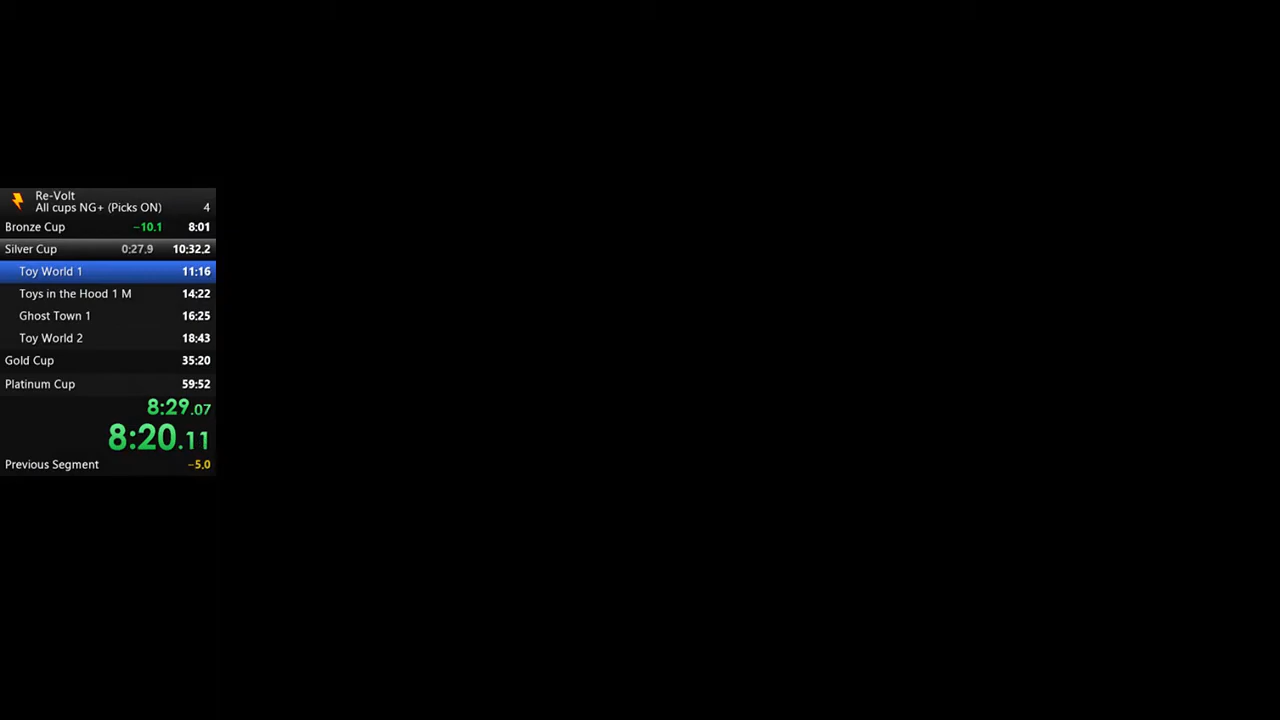 Re-Volt
All cups NG+ (Picks ON) 4
Bronze Cup −10.1 8:01
Silver Cup 0:27,9 10:32,2
Toy World 1 11:16
Toys in the Hood 1 M 14:22
Ghost Town 1 16:25
Toy World 2 18:43
Gold Cup 35:20
Platinum Cup 59:52
8:29.07
8:20.11
Previous Segment −5.0